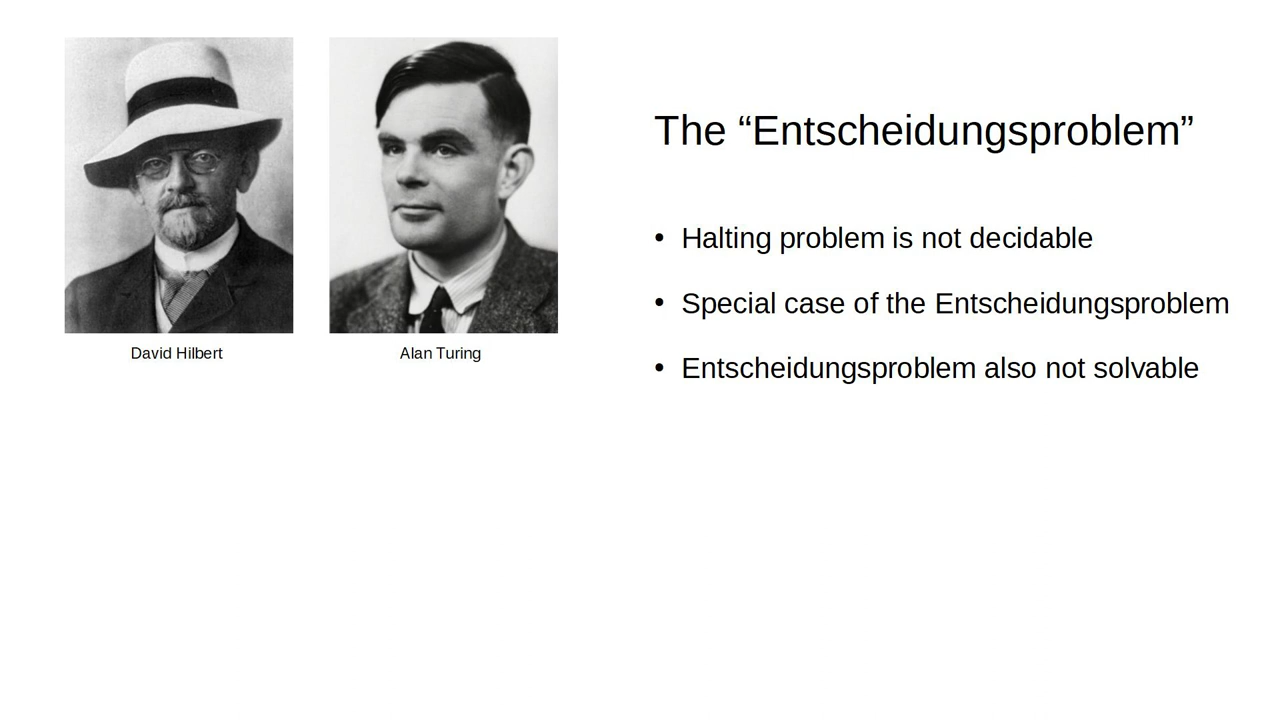 David Hilbert
Alan Turing
The “Entscheidungsproblem”
• Halting problem is not decidable
• Special case of the Entscheidungsproblem
• Entscheidungsproblem also not solvable